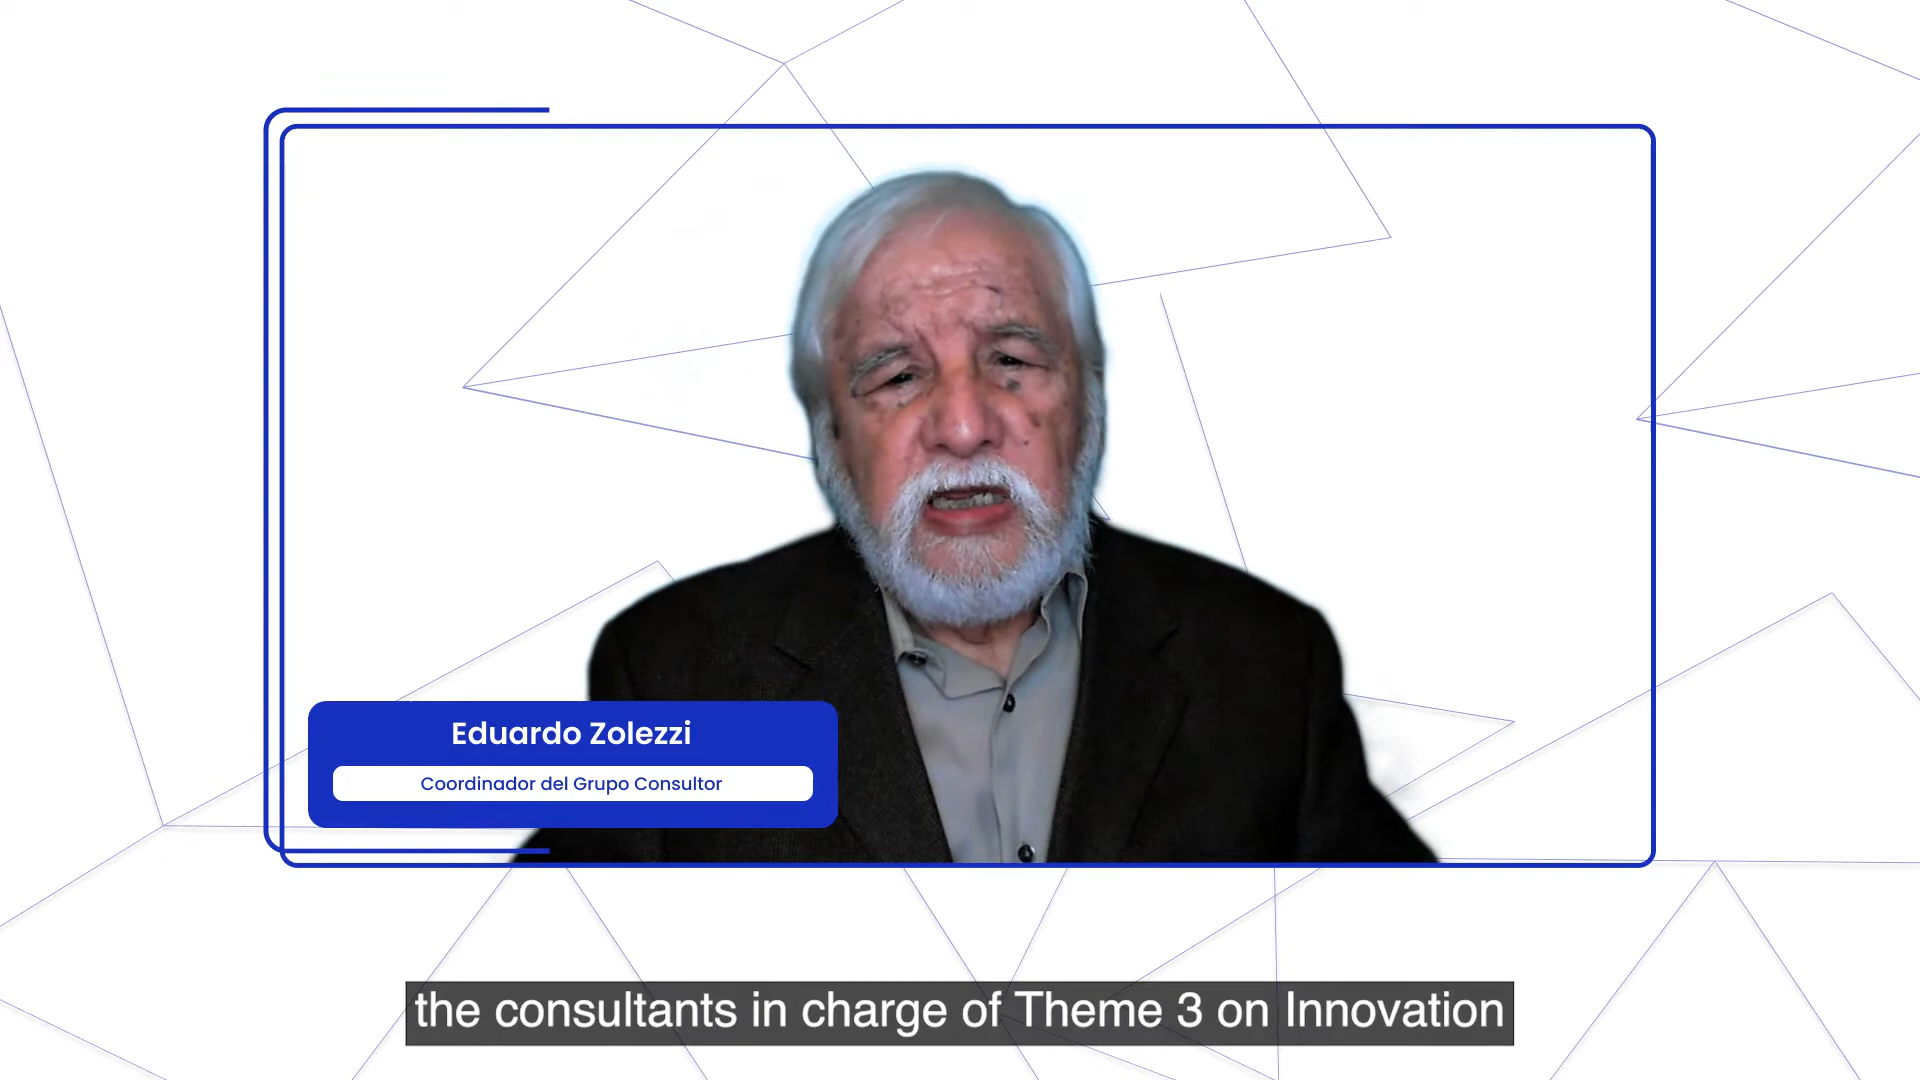 Eduardo Zolezzi
Coordinador del Grupo Consultor
the consultants in charge of Theme 3 on Innovation